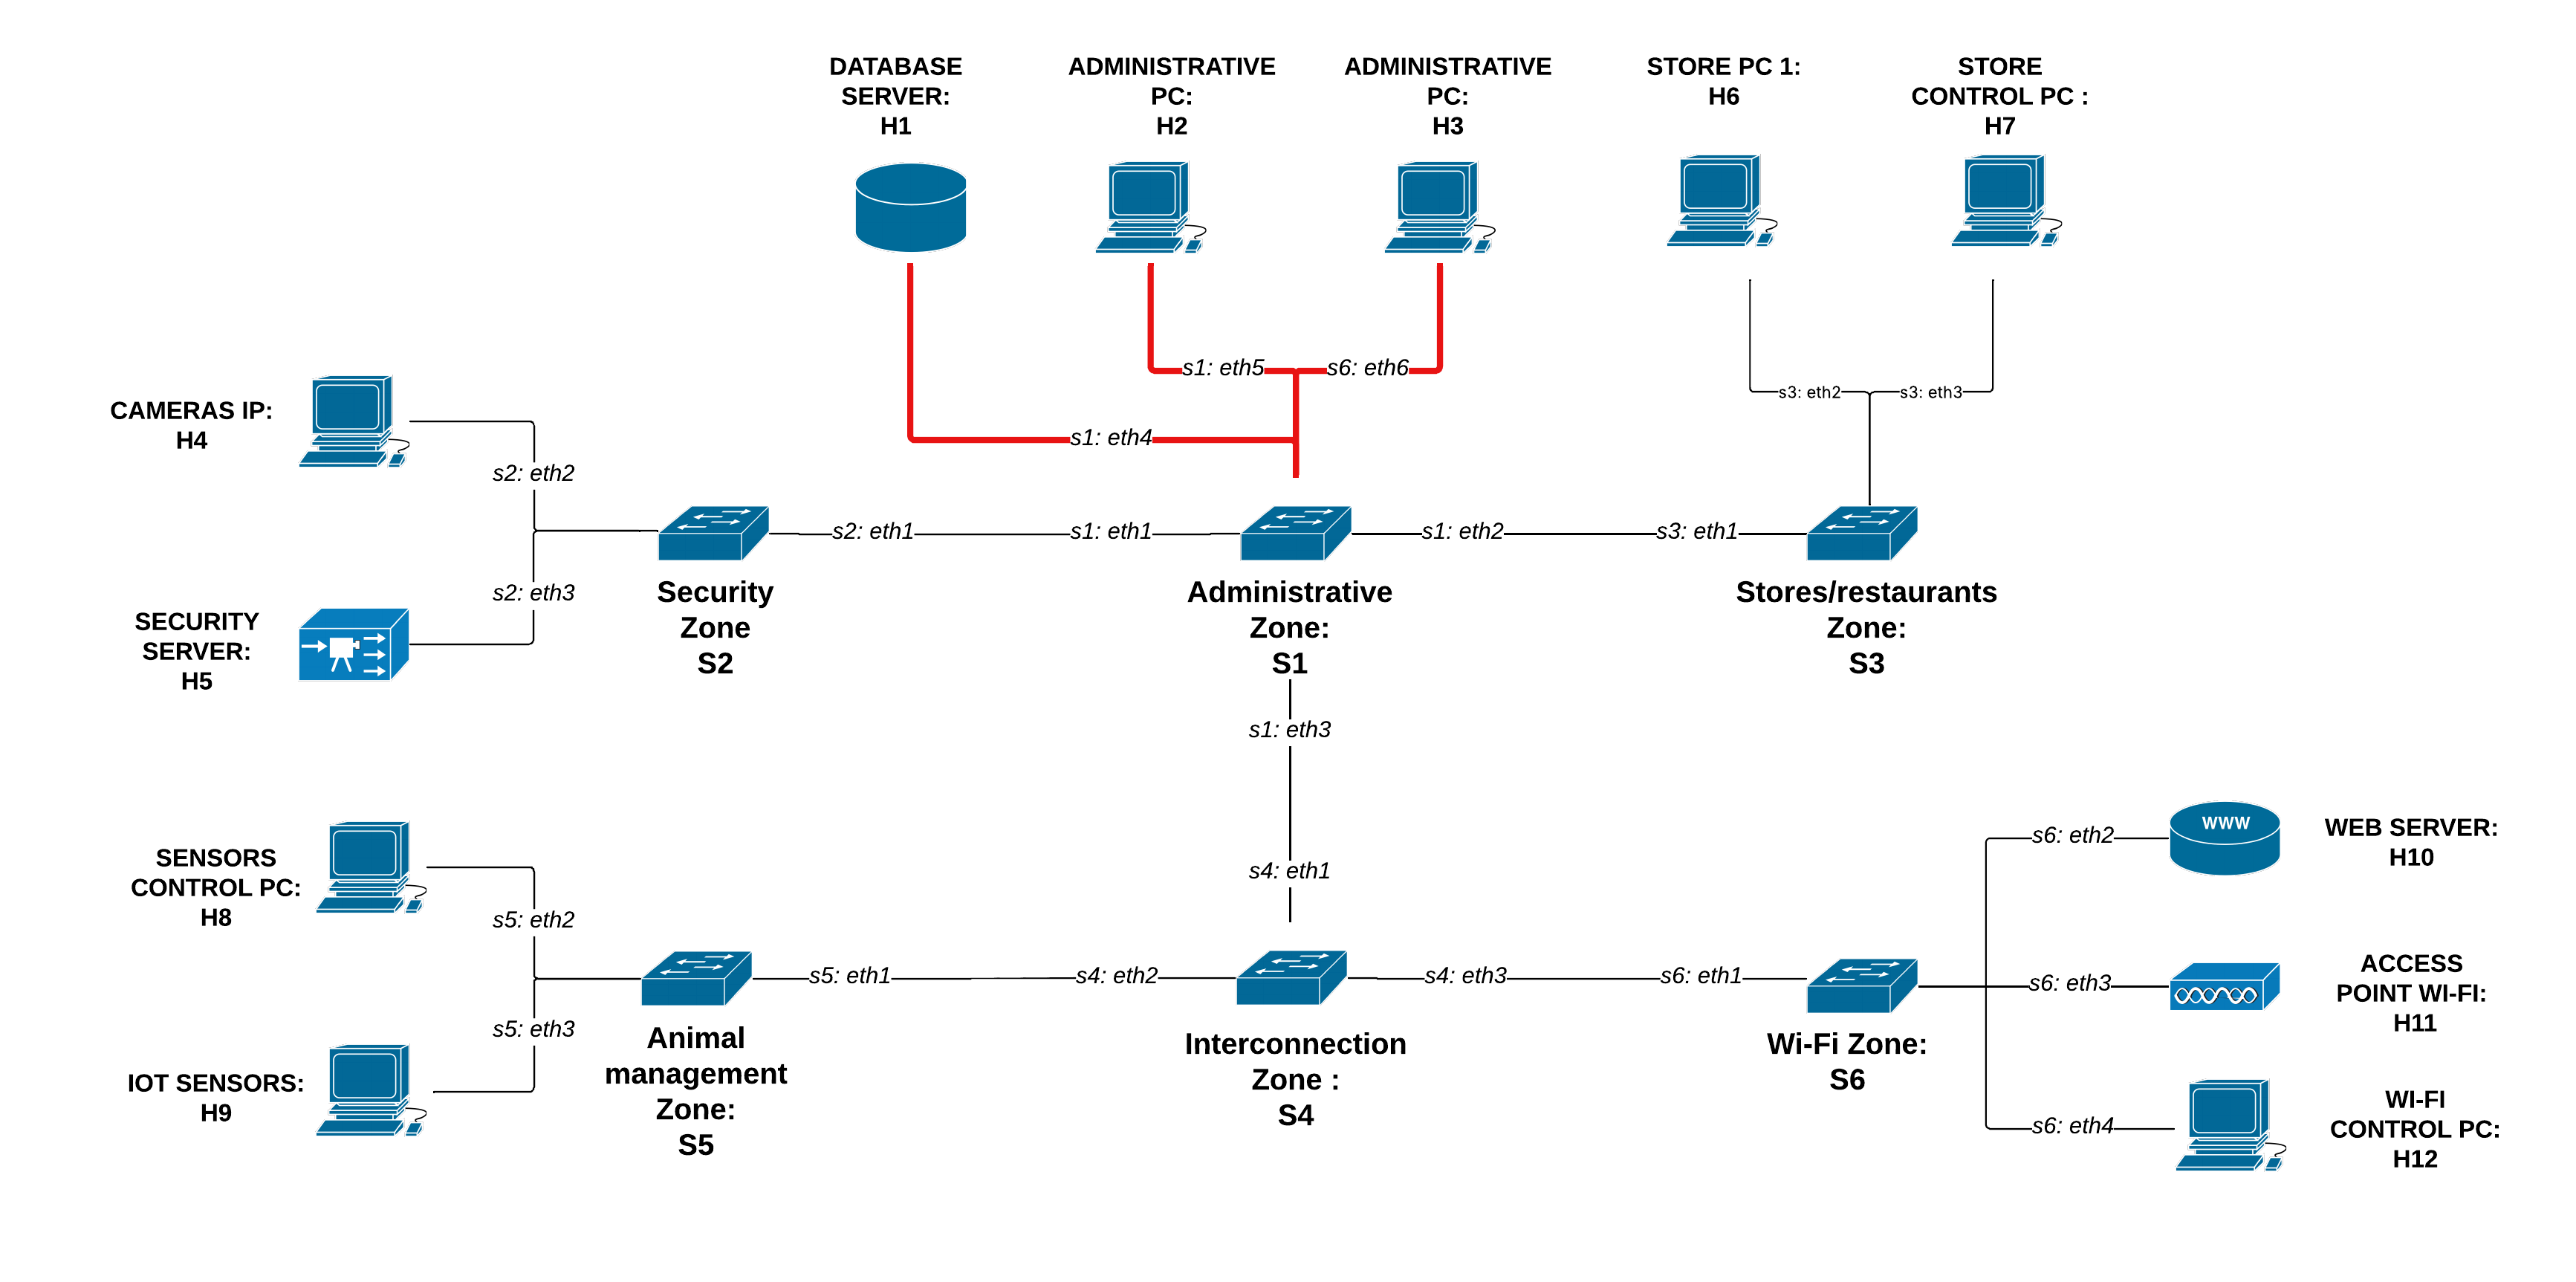 DATABASE
SERVER:
H1
ADMINISTRATIVE
PC:
H2
ADMINISTRATIVE
PC:
H3
STORE PC 1:
H6
STORE
CONTROL PC :
H7
s1: eth5
s6: eth6
s3: eth2
s3: eth3
s1: eth4
CAMERAS IP:
H4
s2: eth2
s2: eth3
SECURITY
SERVER:
H5
s2: eth1
s1: eth1
s1: eth2
s3: eth1
Security
Zone
S2
Administrative
Zone:
S1
Stores/restaurants
Zone:
S3
s1: eth3
s4: eth1
SENSORS
CONTROL PC:
H8
s5: eth2
s5: eth3
IOT SENSORS:
H9
s5: eth1
s4: eth2
s4: eth3
s6: eth1
Animal
management
Zone:
S5
Interconnection
Zone :
S4
Wi-Fi Zone:
S6
s6: eth2
WWW
WEB SERVER:
H10
s6: eth3
ACCESS
POINT WI-FI:
H11
s6: eth4
WI-FI
CONTROL PC:
H12